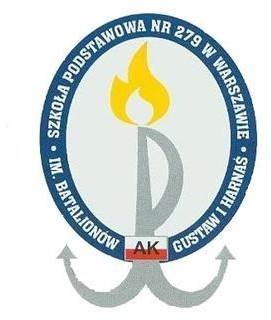 SZKOŁA PODSTAWOWA NR 279 W WARSZAWIE
IM. BATALIONÓW
AK
GUSTAW I HARNAŚ